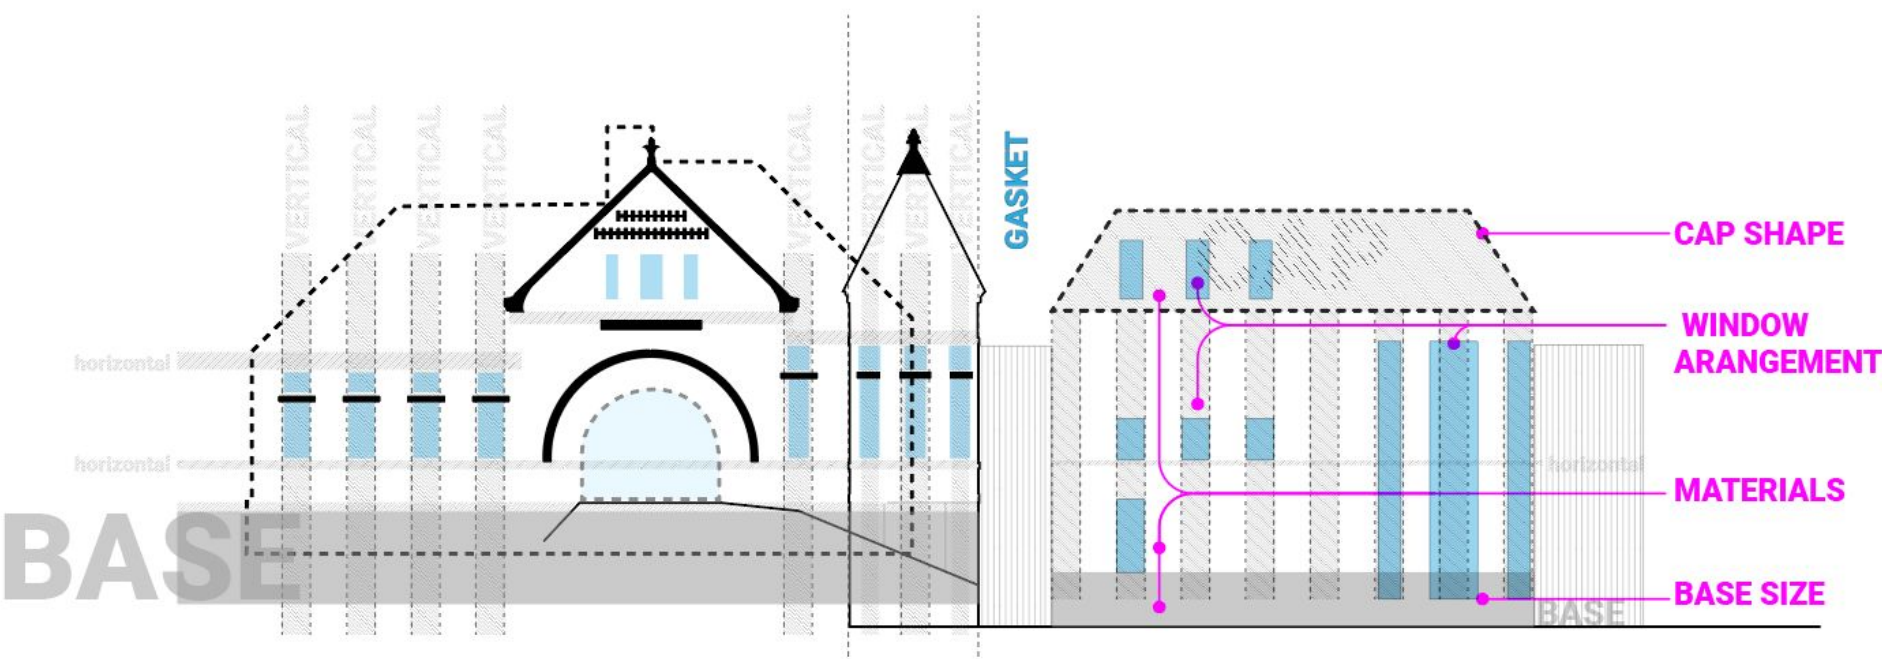 VERTICAL
VERTICAL
VERTICAL
VERTICAL
VERTICAL
VERTICAL
VERTICAL
VERTICAL
GASKET
CAP
CAP SHAPE
WINDOW
ARANGEMENT
horizontal
horizontal
horizontal
MATERIALS
BASE
BASE SIZE
BASE